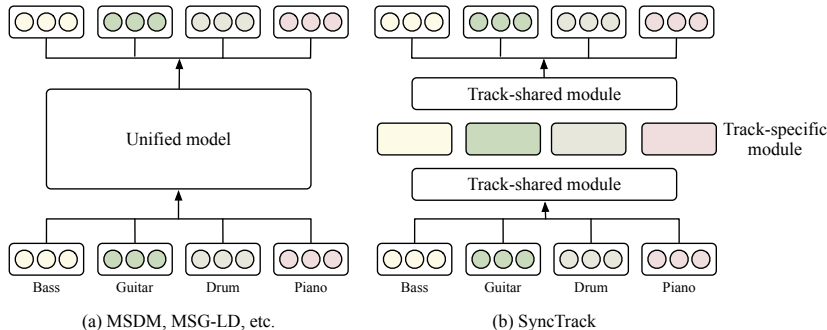 Unified model
Bass Guitar Drum Piano
(a) MSDM, MSG-LD, etc.
Track-shared module
Track-specific
module
Track-shared module
Bass Guitar Drum Piano
(b) SyncTrack